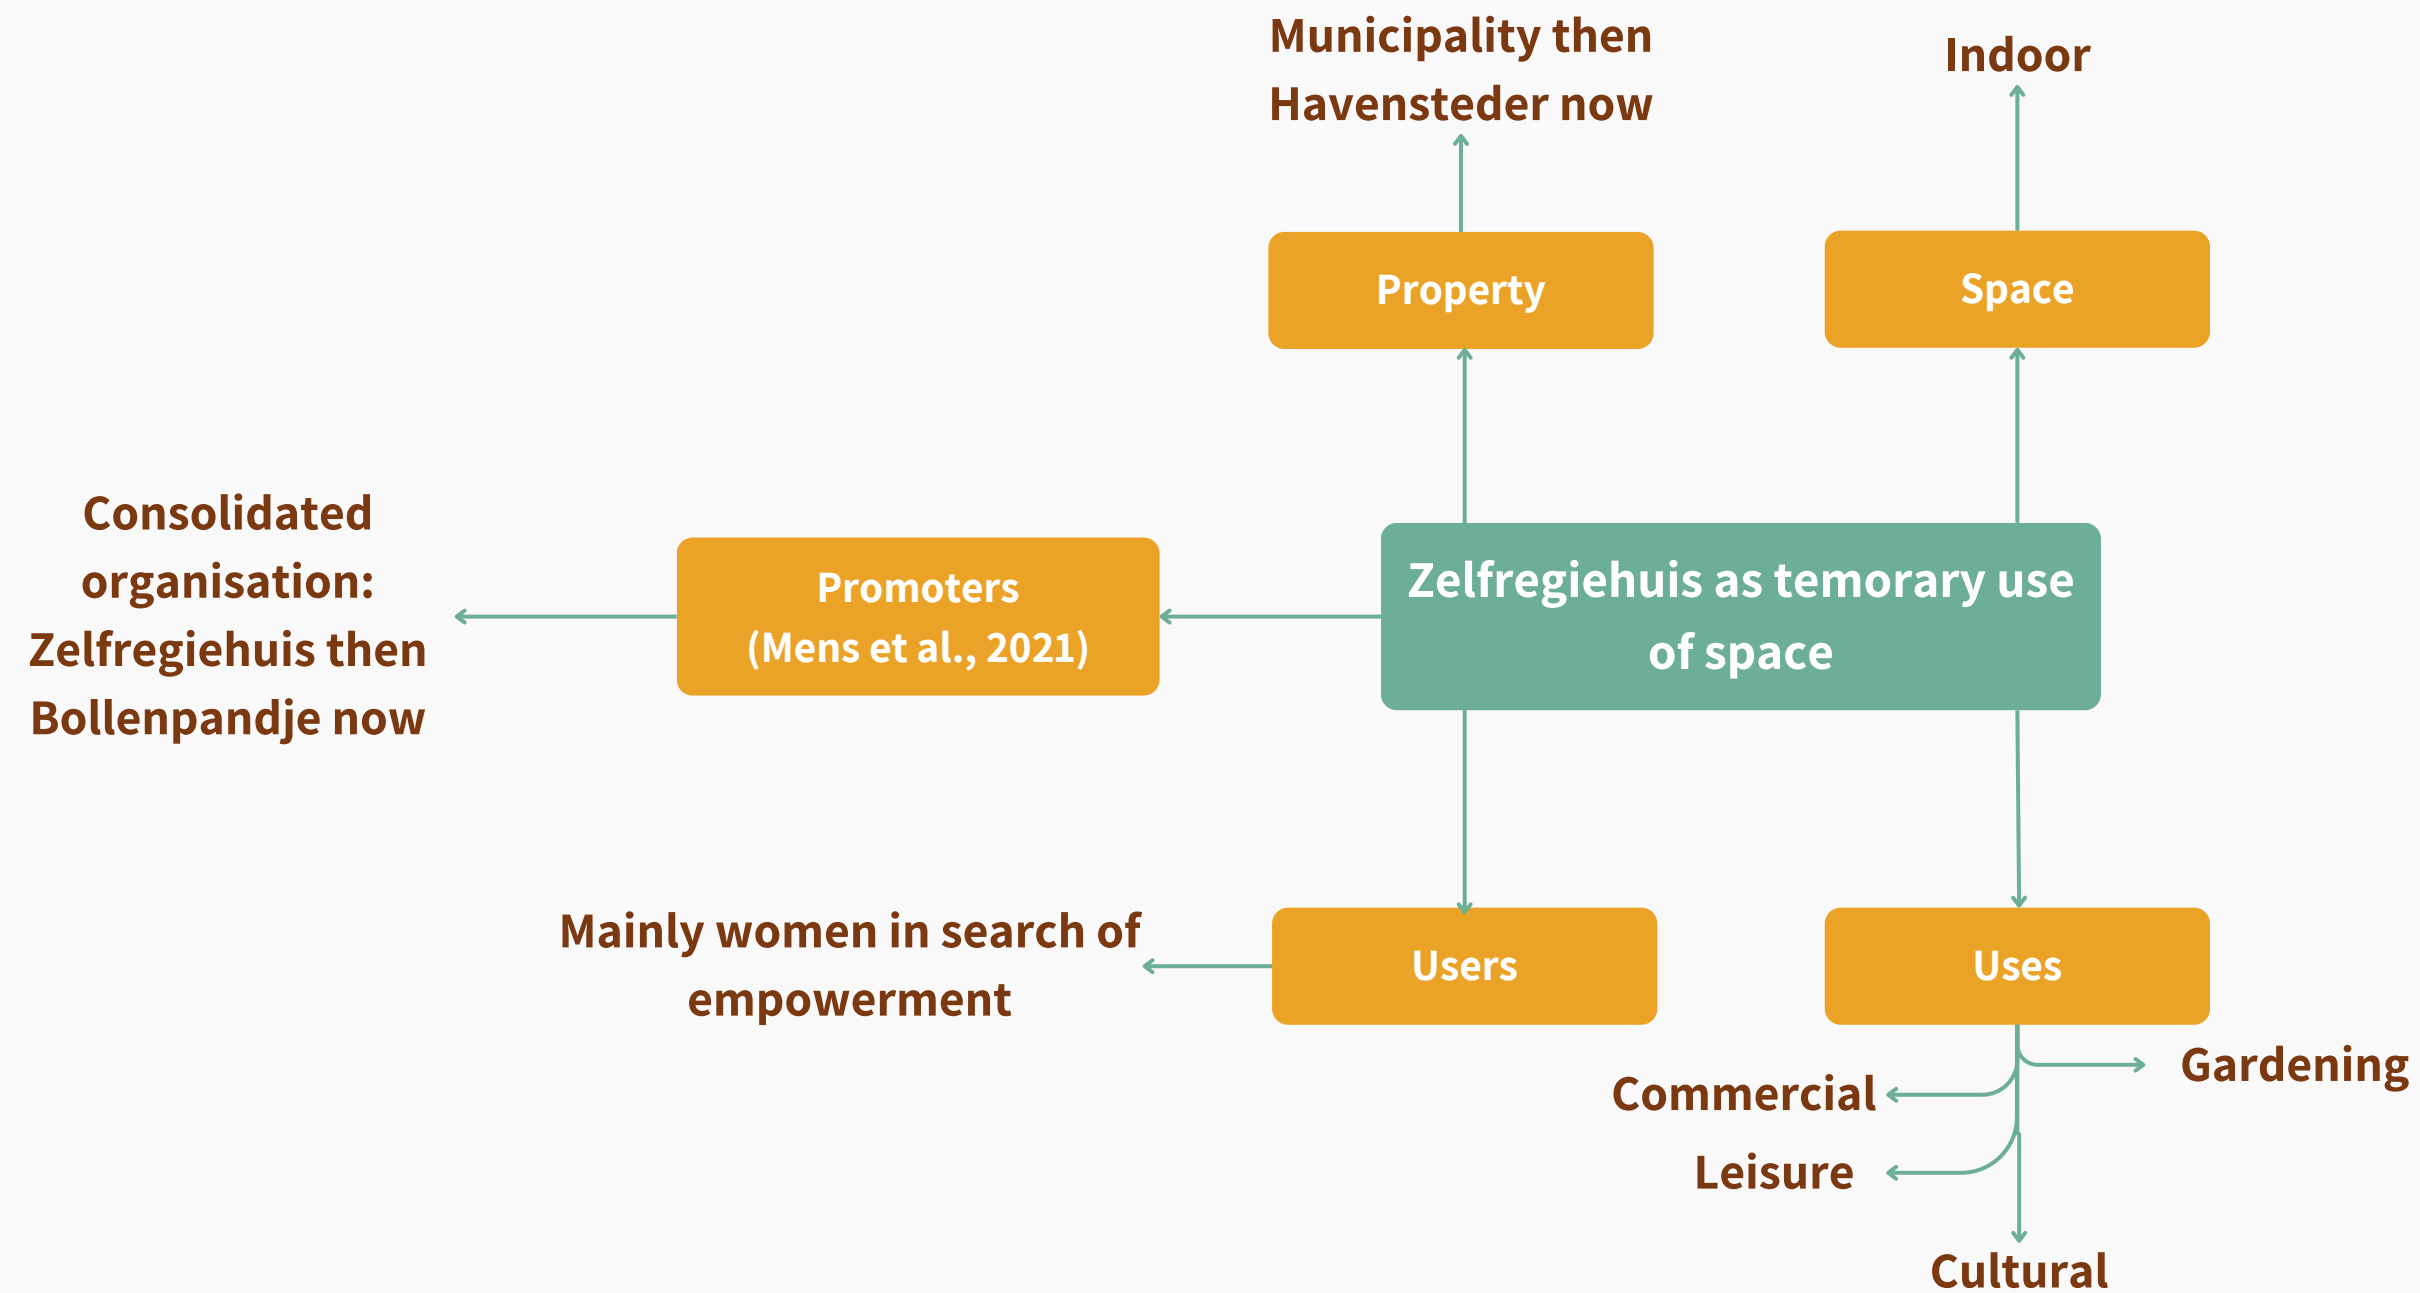 Municipality then
Havensteder now
Indoor
Property
Space
Consolidated
organisation:
Zelfregiehuis then
Bollenpandje now
Promoters
(Mens et al., 2021)
Zelfregiehuis as temorary use
of space
Mainly women in search of
empowerment
Users
Uses
Gardening
Commercial
Leisure
Cultural